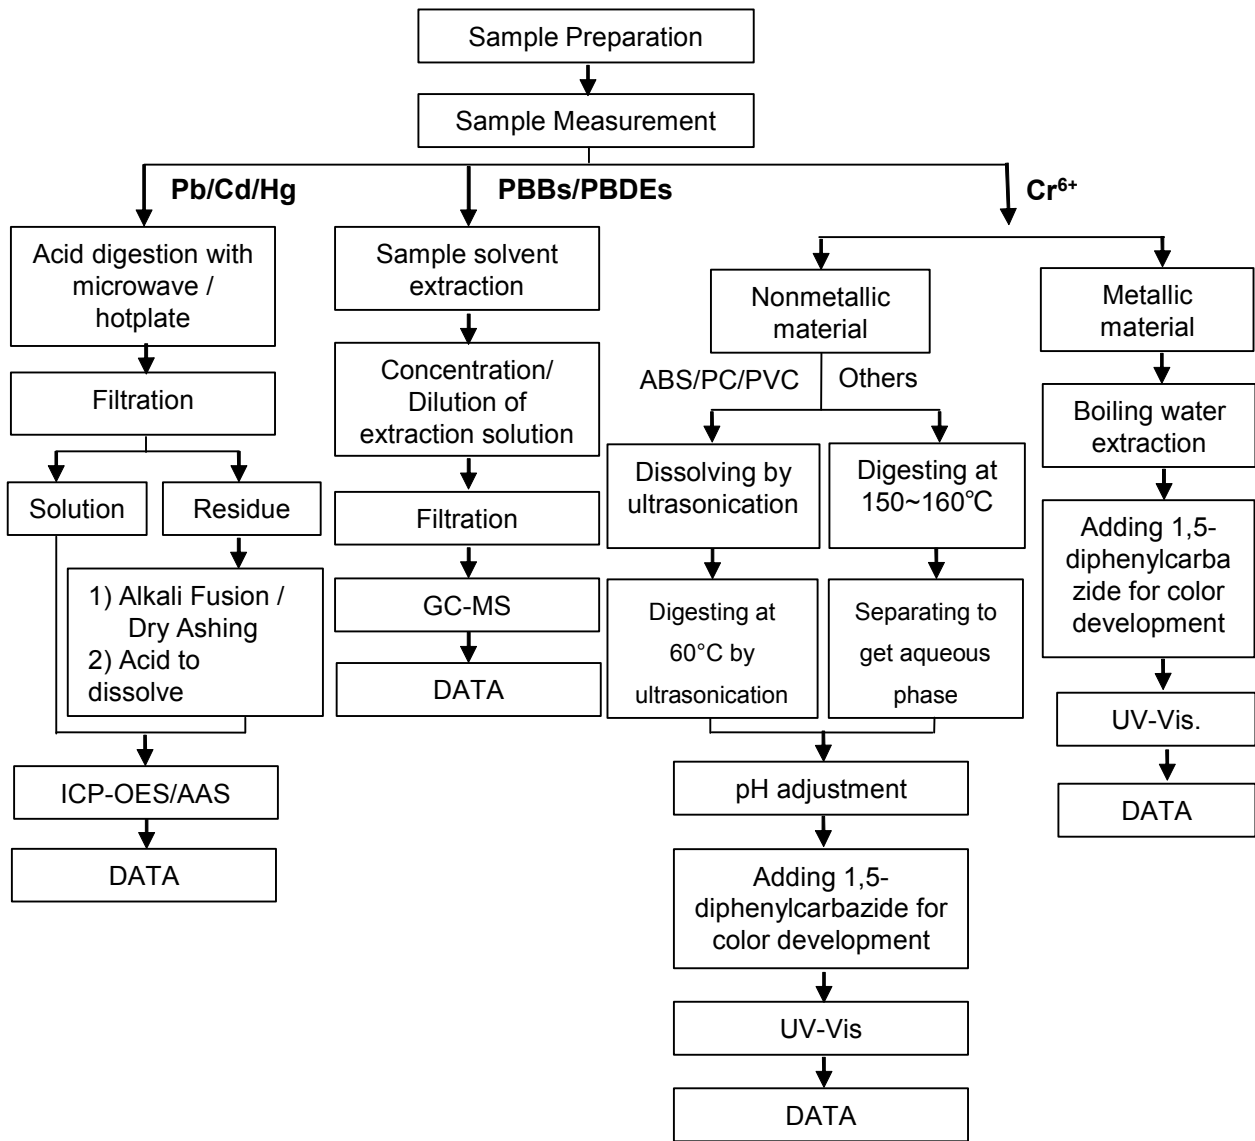 Sample Preparation
Sample Measurement
Pb/Cd/Hg
Acid digestion with
microwave /
hotplate
Filtration
Solution
Residue
1) Alkali Fusion /
Dry Ashing
2) Acid to
dissolve
ICP-OES/AAS
DATA
PBBs/PBDEs
Sample solvent
extraction
Concentration/
Dilution of
extraction solution
Filtration
GC-MS
DATA
Cr⁶⁺
Nonmetallic
material
ABS/PC/PVC
Others
Dissolving by
ultrasonication
Digesting at
60°C by
ultrasonication
Digesting at
150~160℃
Separating to
get aqueous
phase
pH adjustment
Adding 1,5-
diphenylcarbazide for
color development
UV-Vis
DATA
Metallic
material
Boiling water
extraction
Adding 1,5-
diphenylcarba
zide for color
development
UV-Vis.
DATA